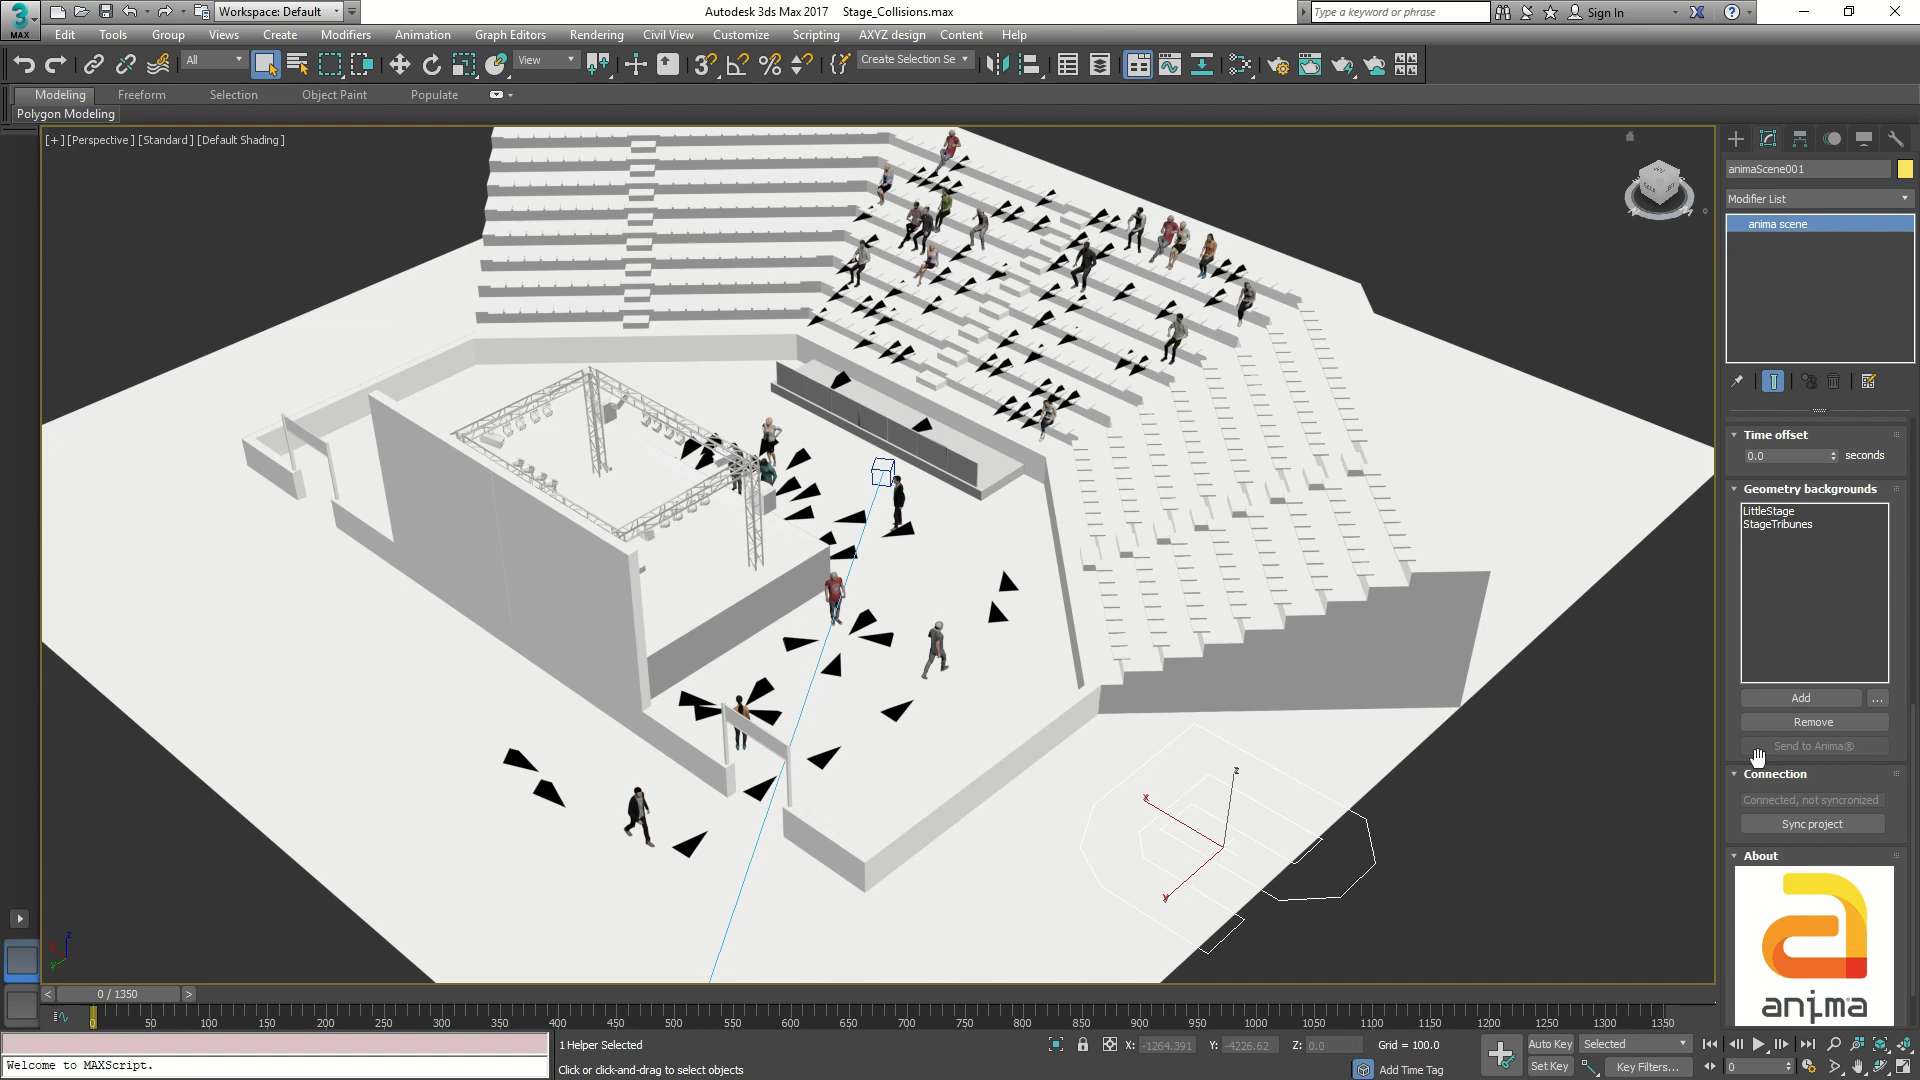 Workspace: Default
Autodesk 3ds Max 2017    Stage_Collisions.max
Type a keyword or phrase
Sign In
MAX
Edit Tools Group Views Create Modifiers Animation Graph Editors Rendering Civil View Customize Scripting AXYZ design Content Help
All
View
Create Selection Se
Modeling Freeform Selection Object Paint Populate
Polygon Modeling
[+] [Perspective] [Standard] [Default Shading]
animaScene001
Modifier List
anima scene
Time offset
0.0 seconds
Geometry backgrounds
LittleStage
StageTribunes
Add ...
Remove
Send to Anima®
Connection
Connected, not syncronized
Sync project
About
anima
z
x
y
z
y
< 0 / 1350 >
0 50 100 150 200 250 300 350 400 450 500 550 600 650 700 750 800 850 900 950 1000 1050 1100 1150 1200 1250 1300 1350
1 Helper Selected
X: -1264.391 Y: -4226.62 Z: 0.0 Grid = 100.0
Auto Key Selected
Welcome to MAXScript.
Click or click-and-drag to select objects
Add Time Tag
Set Key Key Filters...
0